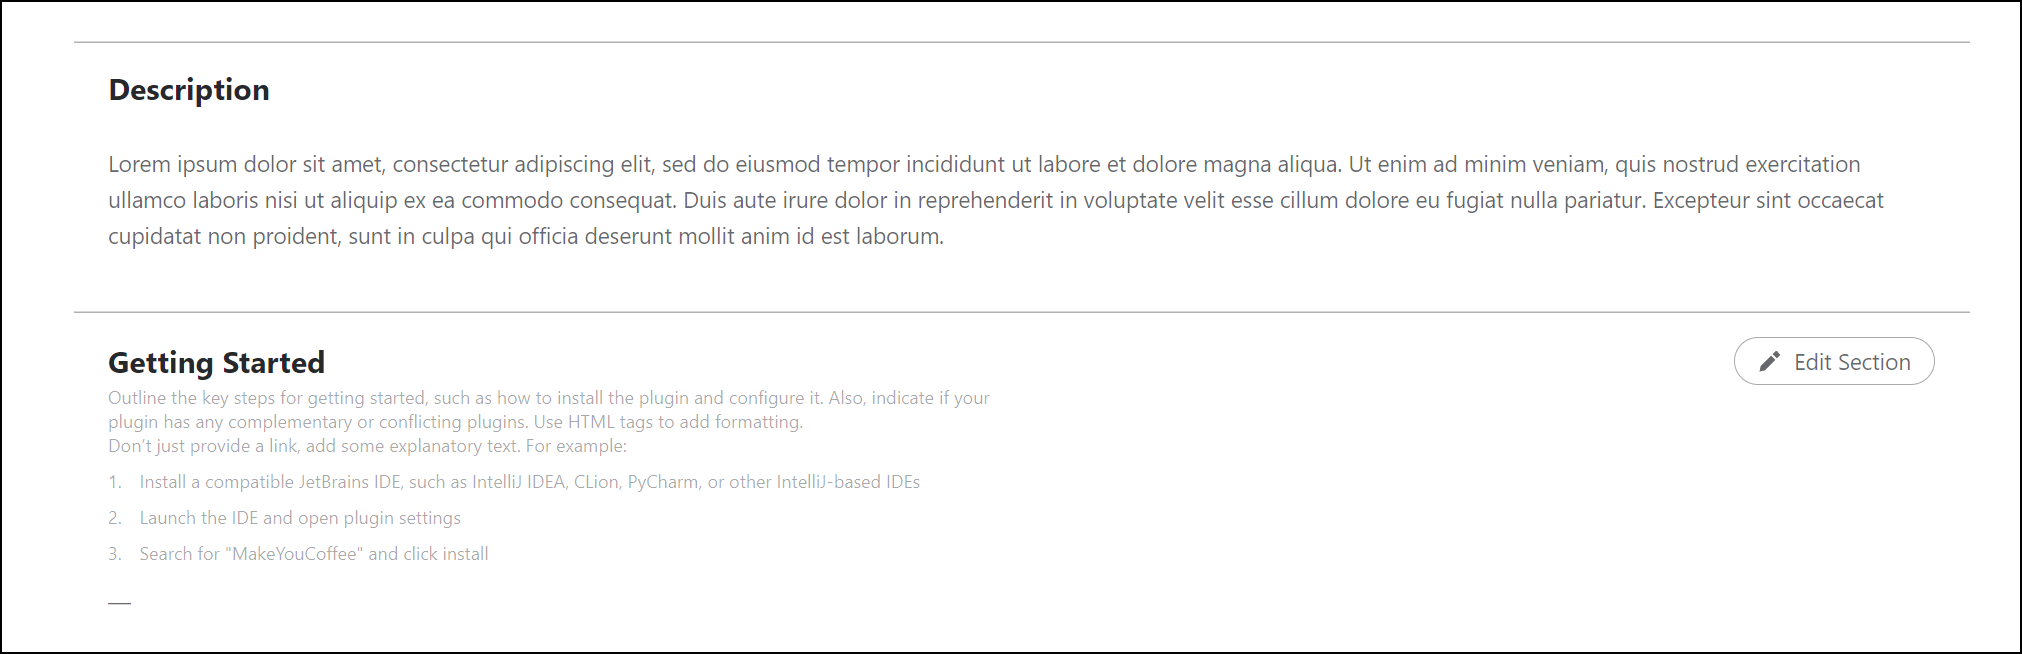 Description
Lorem ipsum dolor sit amet, consectetur adipiscing elit, sed do eiusmod tempor incididunt ut labore et dolore magna aliqua. Ut enim ad minim veniam, quis nostrud exercitation
ullamco laboris nisi ut aliquip ex ea commodo consequat. Duis aute irure dolor in reprehenderit in voluptate velit esse cillum dolore eu fugiat nulla pariatur. Excepteur sint occaecat
cupidatat non proident, sunt in culpa qui officia deserunt mollit anim id est laborum.
Getting Started
Edit Section
Outline the key steps for getting started, such as how to install the plugin and configure it. Also, indicate if your
plugin has any complementary or conflicting plugins. Use HTML tags to add formatting.
Don't just provide a link, add some explanatory text. For example:
1. Install a compatible JetBrains IDE, such as IntelliJ IDEA, CLion, PyCharm, or other IntelliJ-based IDEs
2. Launch the IDE and open plugin settings
3. Search for "MakeYouCoffee" and click install
—